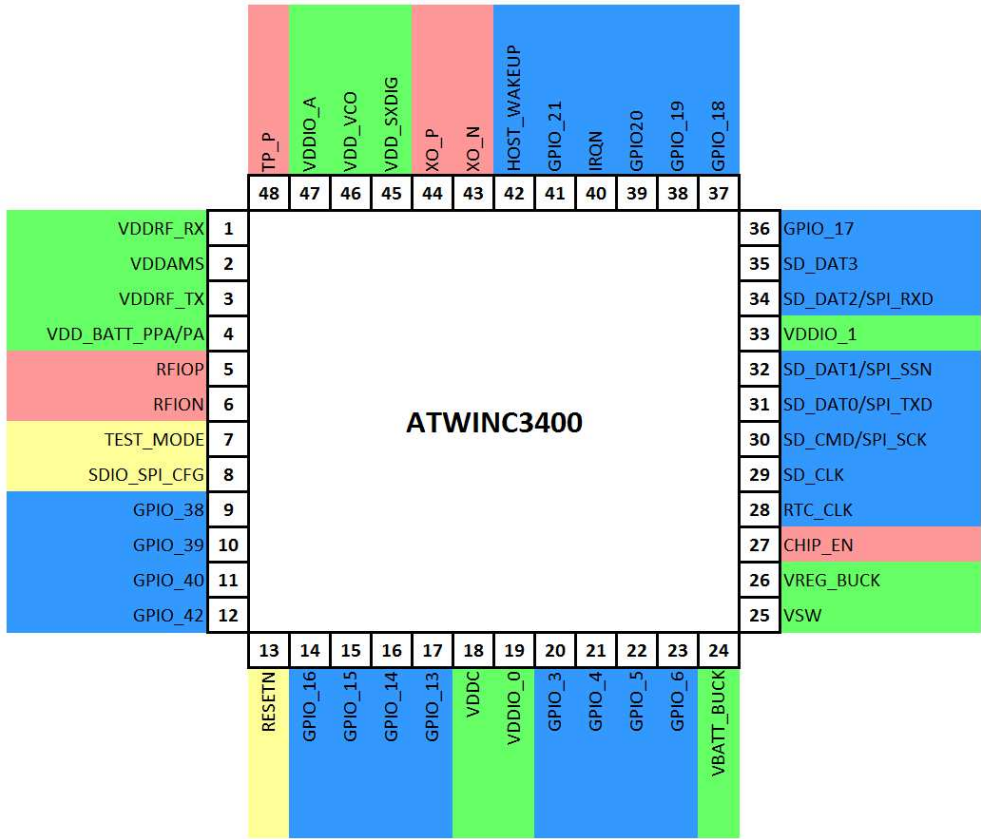 TP_P
VDDIO_A
VDD_VCO
VDD_SXDIG
XO_P
XO_N
HOST_WAKEUP
GPIO_21
IRQN
GPIO20
GPIO_19
GPIO_18
48 47 46 45 44 43 42 41 40 39 38 37
VDDRF_RX 1
VDDAMS 2
VDDRF_TX 3
VDD_BATT_PPA/PA 4
RFIOP 5
RFION 6
TEST_MODE 7
SDIO_SPI_CFG 8
GPIO_38 9
GPIO_39 10
GPIO_40 11
GPIO_42 12
ATWINC3400
36 GPIO_17
35 SD_DAT3
34 SD_DAT2/SPI_RXD
33 VDDIO_1
32 SD_DAT1/SPI_SSN
31 SD_DAT0/SPI_TXD
30 SD_CMD/SPI_SCK
29 SD_CLK
28 RTC_CLK
27 CHIP_EN
26 VREG_BUCK
25 VSW
13 14 15 16 17 18 19 20 21 22 23 24
RESETN
GPIO_16
GPIO_15
GPIO_14
GPIO_13
VDDC
VDDIO_0
GPIO_3
GPIO_4
GPIO_5
GPIO_6
VBATT_BUCK